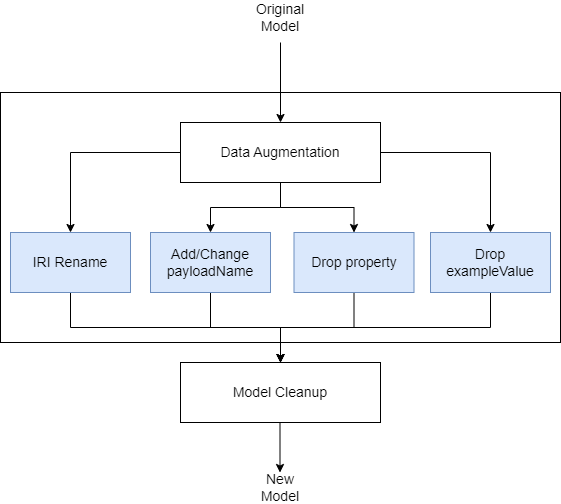 Original
Model
Data Augmentation
IRI Rename
Add/Change
payloadName
Drop property
Drop
exampleValue
Model Cleanup
New
Model